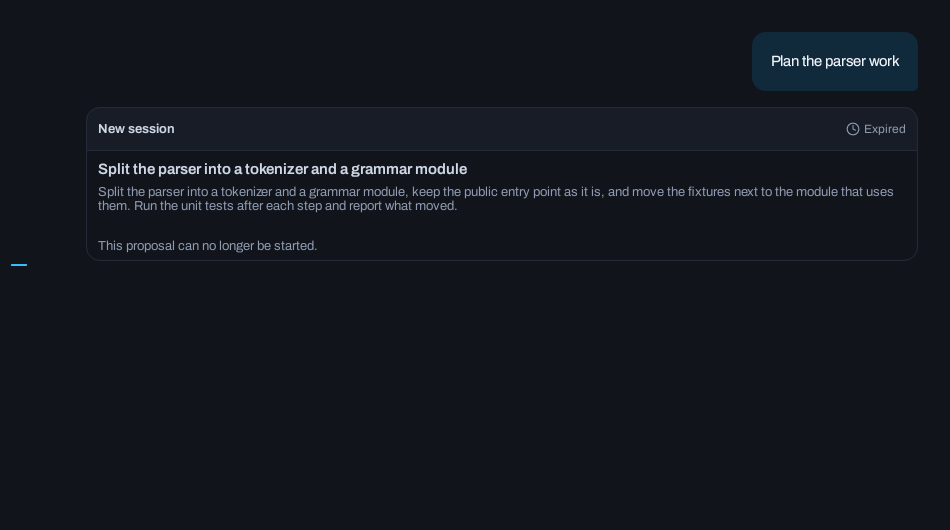 Plan the parser work
New session
Expired
Split the parser into a tokenizer and a grammar module
Split the parser into a tokenizer and a grammar module, keep the public entry point as it is, and move the fixtures next to the module that uses
them. Run the unit tests after each step and report what moved.
This proposal can no longer be started.